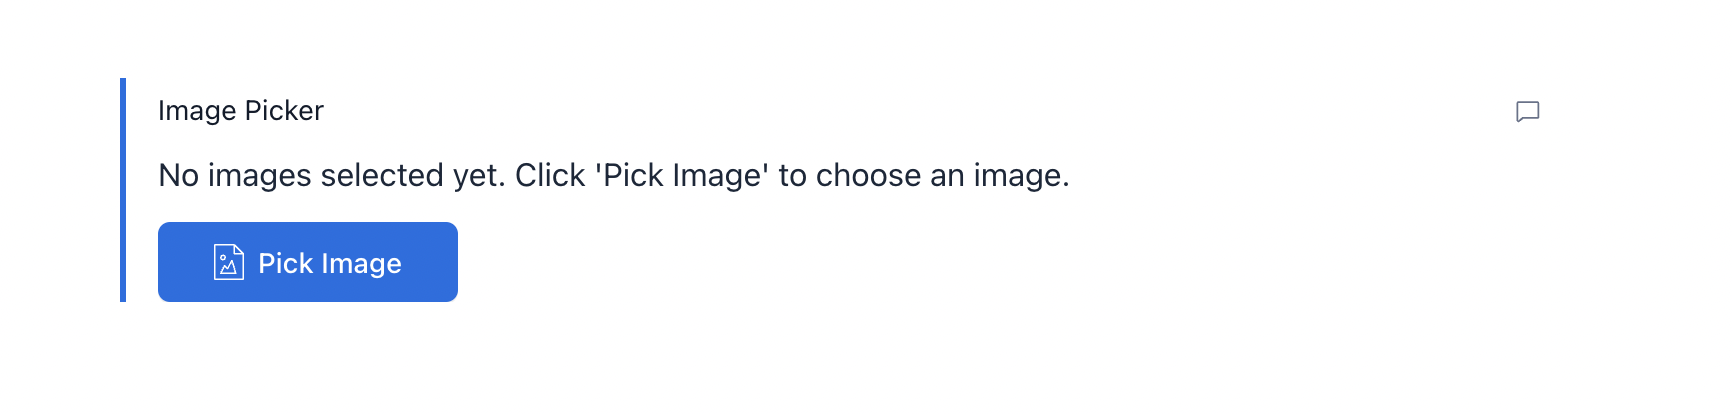 Image Picker
No images selected yet. Click 'Pick Image' to choose an image.
Pick Image